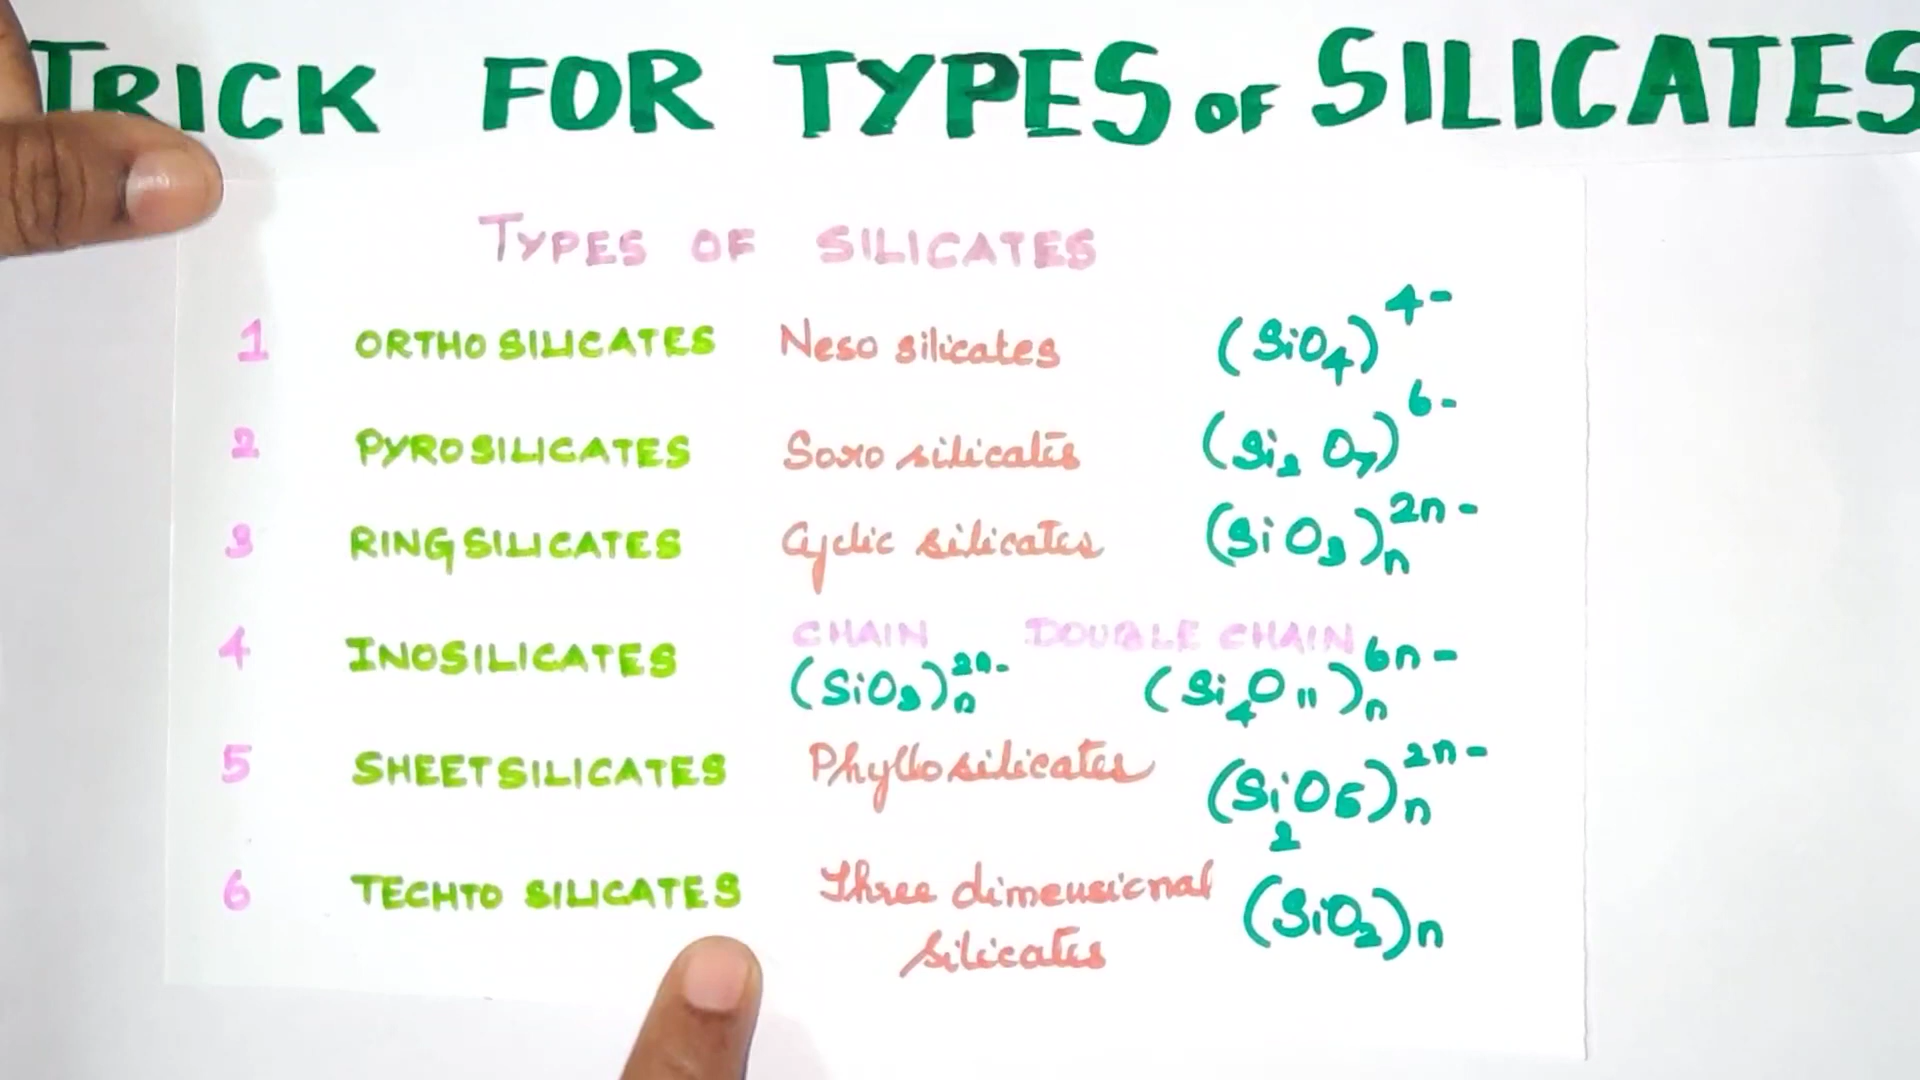 TRICK FOR TYPES OF SILICATES
TYPES OF SILICATES
1 ORTHO SILICATES Neso silicates (SiO₄)⁴⁻
2 PYROSILICATES Soro silicates (Si₂O₇)⁶⁻
3 RING SILICATES Cyclic silicates (SiO₃)ₙ²ⁿ⁻
CHAIN DOUBLE CHAIN
4 INOSILICATES (SiO₃)ₙ²ⁿ⁻ (Si₄O₁₁)ₙ⁶ⁿ⁻
5 SHEETSILICATES Phyllosilicates (Si₂O5)ₙ²ⁿ⁻
6 TECHTO SILICATES Three dimensional (SiO₂)ₙ
silicates